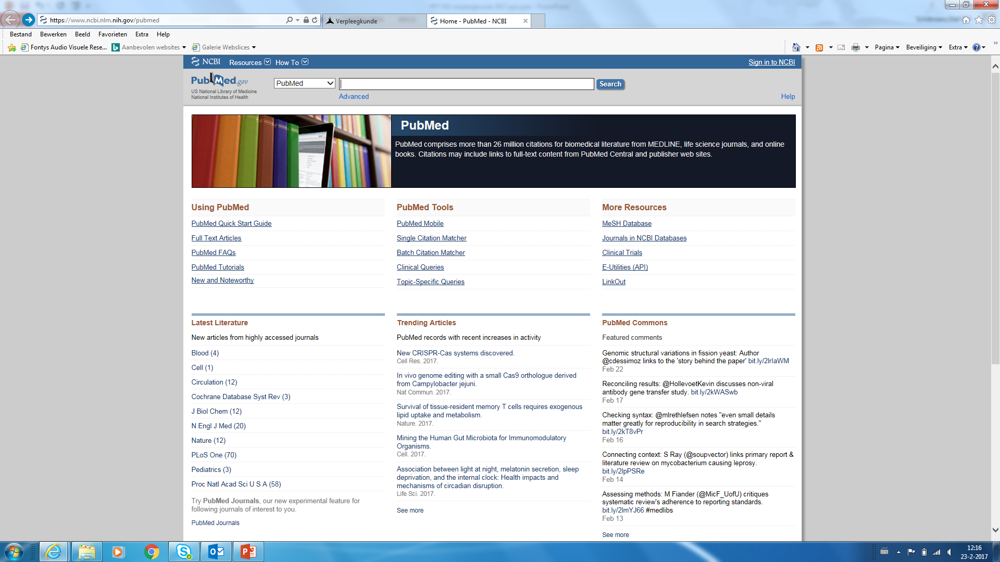 https://www.ncbi.nlm.nih.gov/pubmed
Verpleegkunde
Home - PubMed - NCBI
Bestand Bewerken Beeld Favorieten Extra Help
Fontys Audio Visuele Rese... Aanbevolen websites Galerie Webslices
Pagina Beveiliging Extra
NCBI Resources How To
Sign in to NCBI
PubMed.gov
US National Library of Medicine
National Institutes of Health
PubMed
Search
Advanced
Help
PubMed
PubMed comprises more than 26 million citations for biomedical literature from MEDLINE, life science journals, and online
books. Citations may include links to full-text content from PubMed Central and publisher web sites.
Using PubMed
PubMed Quick Start Guide
Full Text Articles
PubMed FAQs
PubMed Tutorials
New and Noteworthy
PubMed Tools
PubMed Mobile
Single Citation Matcher
Batch Citation Matcher
Clinical Queries
Topic-Specific Queries
More Resources
MeSH Database
Journals in NCBI Databases
Clinical Trials
E-Utilities (API)
LinkOut
Latest Literature
New articles from highly accessed journals
Blood (4)
Cell (1)
Circulation (12)
Cochrane Database Syst Rev (3)
J Biol Chem (12)
N Engl J Med (20)
Nature (12)
PLoS One (70)
Pediatrics (3)
Proc Natl Acad Sci U S A (58)
Try PubMed Journals, our new experimental feature for
following journals of interest to you.
PubMed Journals
Trending Articles
PubMed records with recent increases in activity
New CRISPR-Cas systems discovered.
Cell Res. 2017.
In vivo genome editing with a small Cas9 orthologue derived
from Campylobacter jejuni.
Nat Commun. 2017.
Survival of tissue-resident memory T cells requires exogenous
lipid uptake and metabolism.
Nature. 2017.
Mining the Human Gut Microbiota for Immunomodulatory
Organisms.
Cell. 2017.
Association between light at night, melatonin secretion, sleep
deprivation, and the internal clock: Health impacts and
mechanisms of circadian disruption.
Life Sci. 2017.
See more
PubMed Commons
Featured comments
Genomic structural variations in fission yeast: Author
@cdessimoz links to the 'story behind the paper' bit.ly/2lrIaWM
Feb 22
Reconciling results: @HollevoetKevin discusses non-viral
antibody gene transfer study. bit.ly/2kWASwb
Feb 17
Checking syntax: @mlrethlefsen notes "even small details
matter greatly for reproducibility in search strategies."
bit.ly/2kT8vPr
Feb 16
Connecting context: S Ray (@soupvector) links primary report &
literature review on mycobacterium causing leprosy.
bit.ly/2lpPSRe
Feb 14
Assessing methods: M Fiander (@MicF_UofU) critiques
systematic review's adherence to reporting standards.
bit.ly/2lmYJ66 #medlibs
Feb 13
See more
12:16
23-2-2017